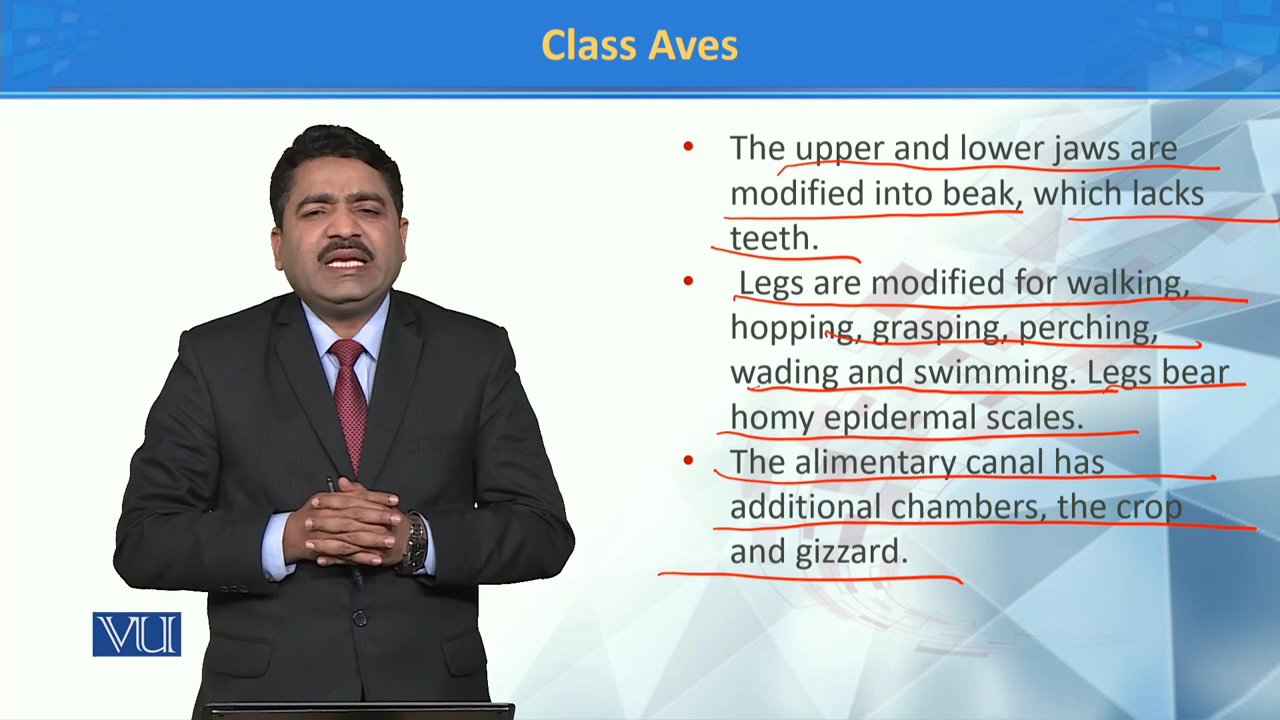 Class Aves
• The upper and lower jaws are
modified into beak, which lacks
teeth.
• Legs are modified for walking,
hopping, grasping, perching,
wading and swimming. Legs bear
homy epidermal scales.
• The alimentary canal has
additional chambers, the crop
and gizzard.
VU